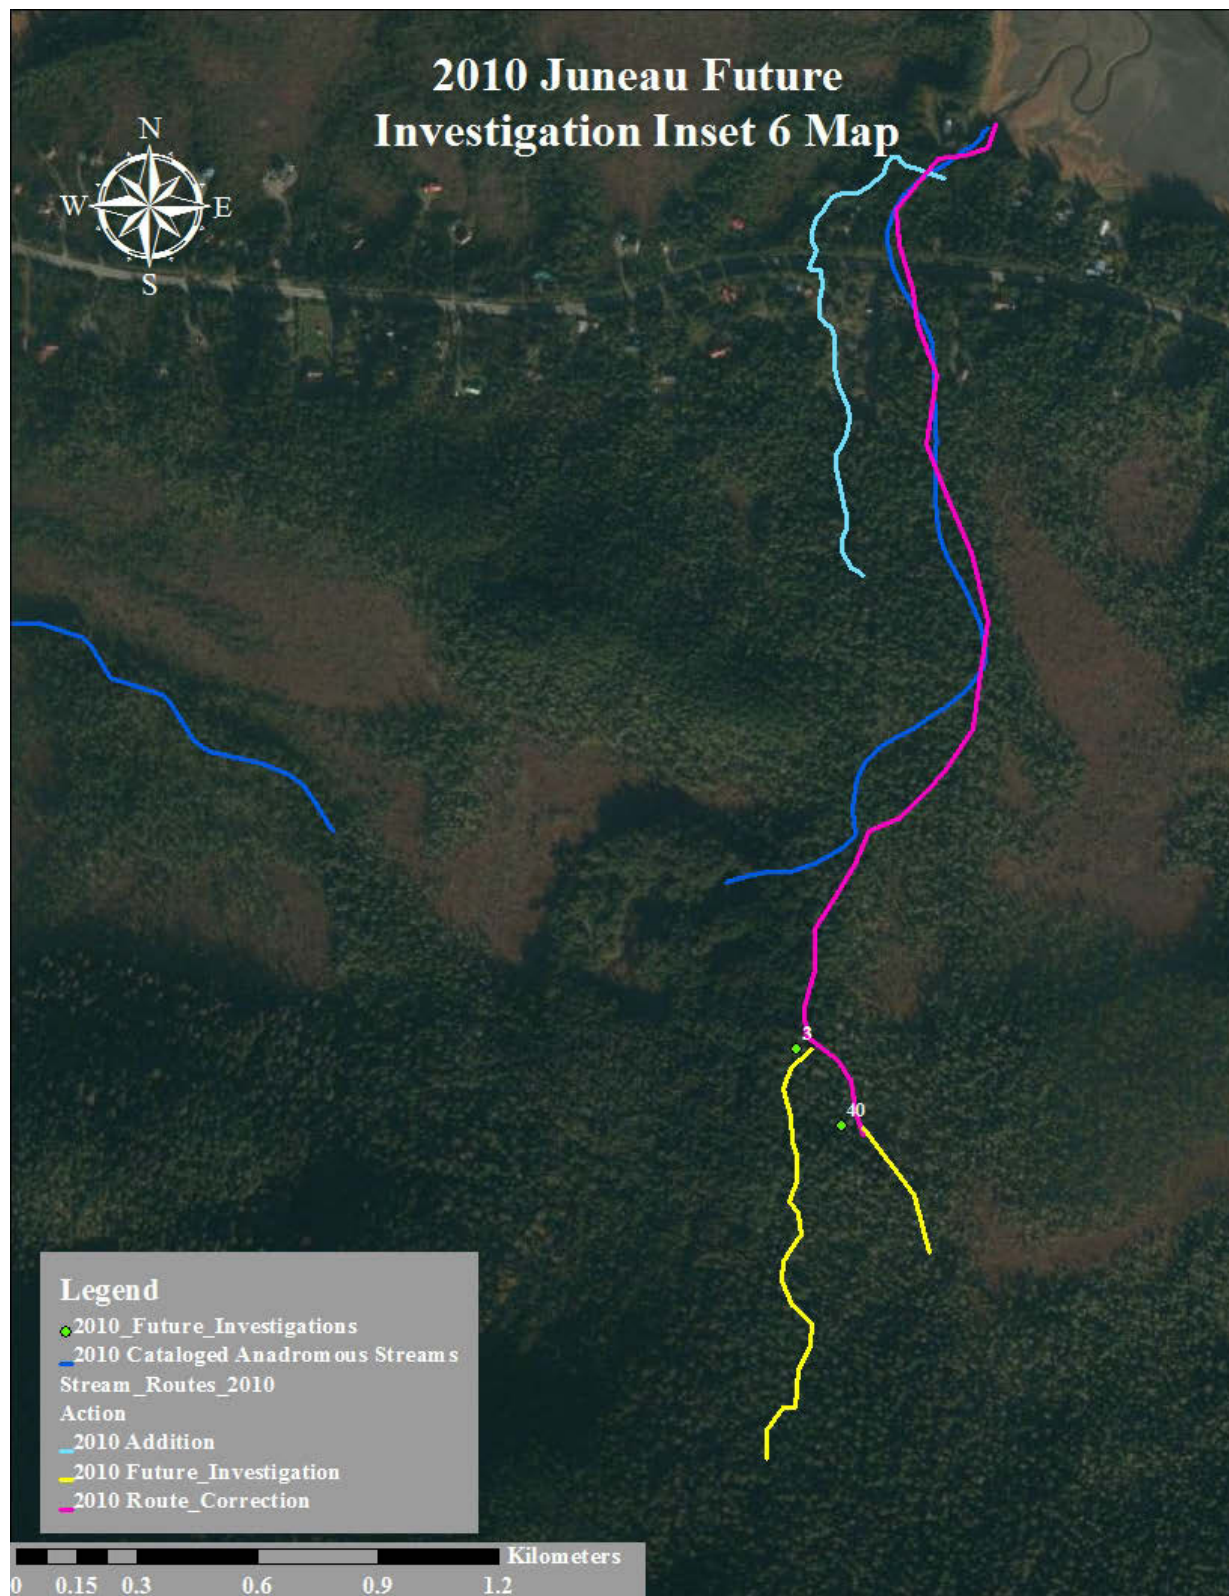 2010 Juneau Future
Investigation Inset 6 Map
N
W E
S
3
40
Legend
2010_Future_Investigations
2010 Cataloged Anadromous Streams
Stream_Routes_2010
Action
2010 Addition
2010 Future_Investigation
2010 Route_Correction
Kilometers
0 0.15 0.3 0.6 0.9 1.2